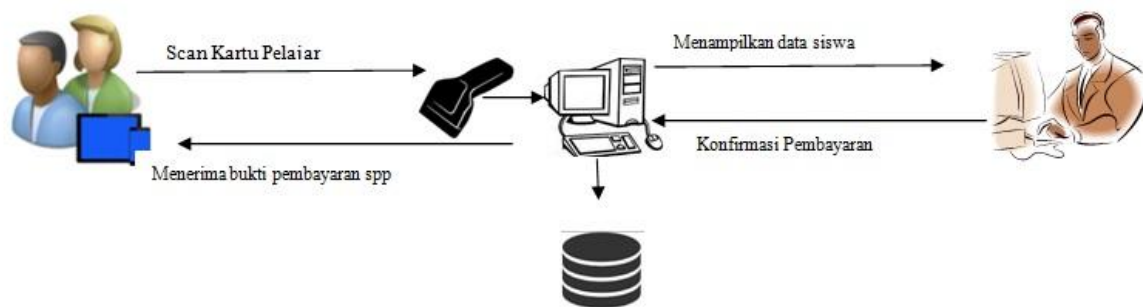 Scan Kartu Pelajar
Menampilkan data siswa
Konfirmasi Pembayaran
Menerima bukti pembayaran spp